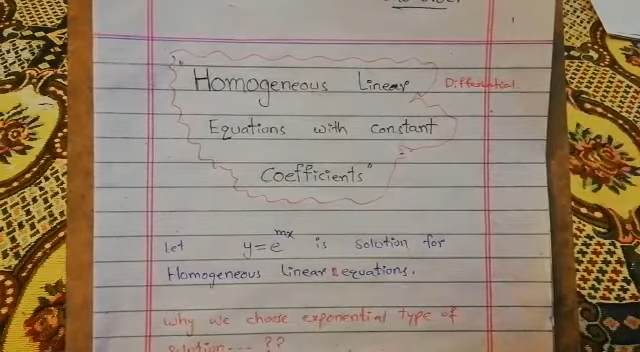 Homogeneous Linear Differential
Equations with constant
Coefficients"
Let y=e^mx is solution for
Homogeneous Linear equations.
Why we choose exponential type of
solution--- ??